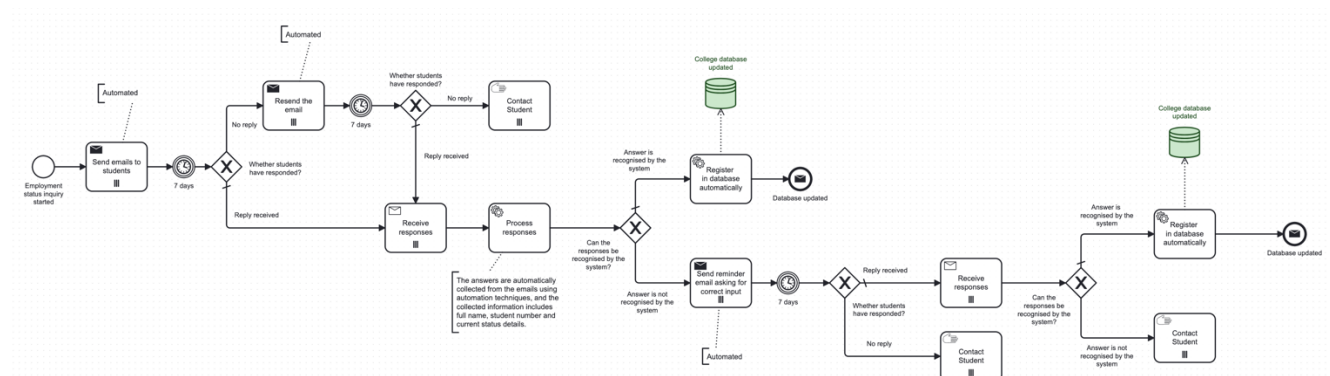 Automated
Automated
Employment
status inquiry
started
Send emails to
students
7 days
No reply
Whether students
have responded?
Reply received
Resend the
email
7 days
Whether students
have responded?
No reply
Contact
Student
Reply received
Receive
responses
Process
responses
The answers are automatically
collected from the emails using
automation techniques, and the
collected information includes
full name, student number and
current status details.
Can the
responses be
recognised by the
system?
Answer is
recognised by the
system
College database
updated
Register
in database
automatically
Database updated
Answer is not
recognised by the
system
Send reminder
email asking for
correct input
Automated
7 days
Reply received
Whether students
have responded?
No reply
Receive
responses
Contact
Student
Can the
responses be
recognised by the
system?
Answer is
recognised by the
system
College database
updated
Register
in database
automatically
Database updated
Answer is not
recognised by the
system
Contact
Student